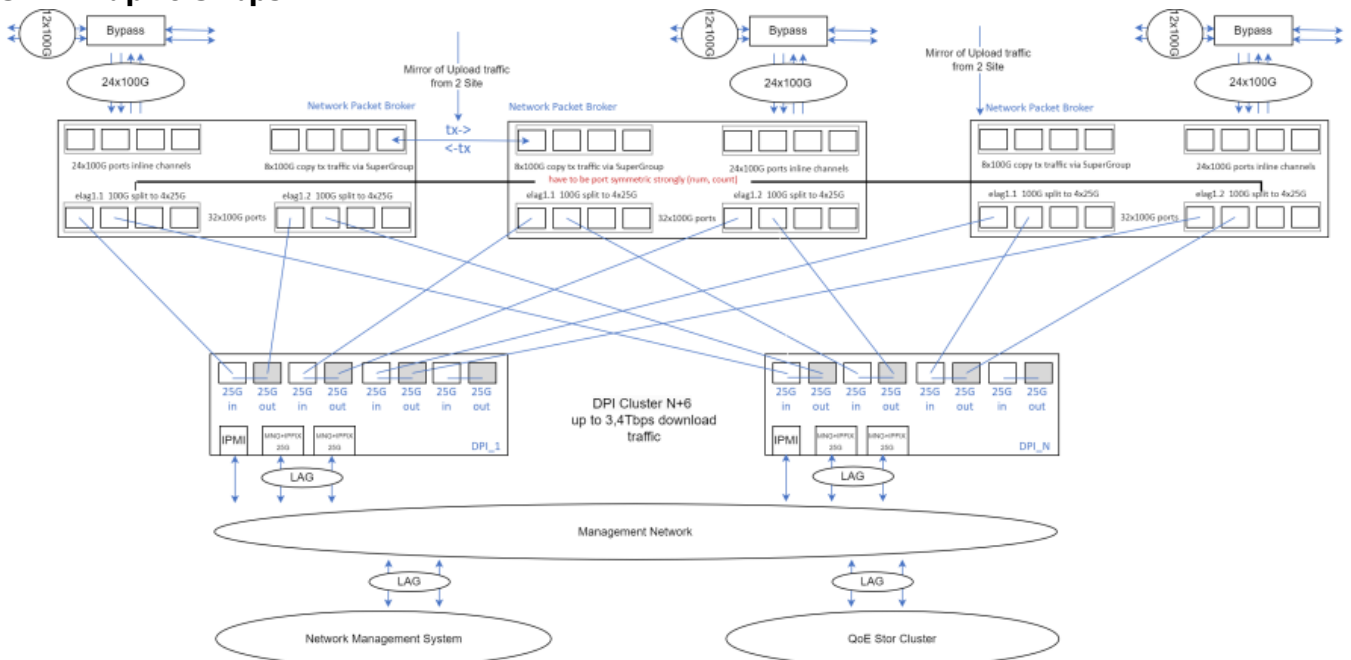 12x100G
Bypass
12x100G
Bypass
12x100G
Bypass
24x100G
Mirror of Upload traffic
from 2 Site
24x100G
Mirror of Upload traffic
from 2 Site
24x100G
Network Packet Broker
Network Packet Broker
Network Packet Broker
tx->
<-tx
24x100G ports inline channels
8x100G copy tx traffic via SuperGroup
8x100G copy tx traffic via SuperGroup
24x100G ports inline channels
8x100G copy tx traffic via SuperGroup
24x100G ports inline channels
have to be port symmetric strongly (num, count)
elag1.1 100G split to 4x25G
elag1.2 100G split to 4x25G
elag1.1 100G split to 4x25G
elag1.2 100G split to 4x25G
elag1.1 100G split to 4x25G
elag1.2 100G split to 4x25G
32x100G ports
32x100G ports
32x100G ports
25G in
25G out
25G in
25G out
25G in
25G out
25G in
25G out
25G in
25G out
25G in
25G out
25G in
25G out
25G in
25G out
DPI Cluster N+6
up to 3,4Tbps download
traffic
IPMI
25G
25G
DPI_1
IPMI
25G
25G
DPI_N
LAG
LAG
Management Network
LAG
LAG
Network Management System
QoE Stor Cluster